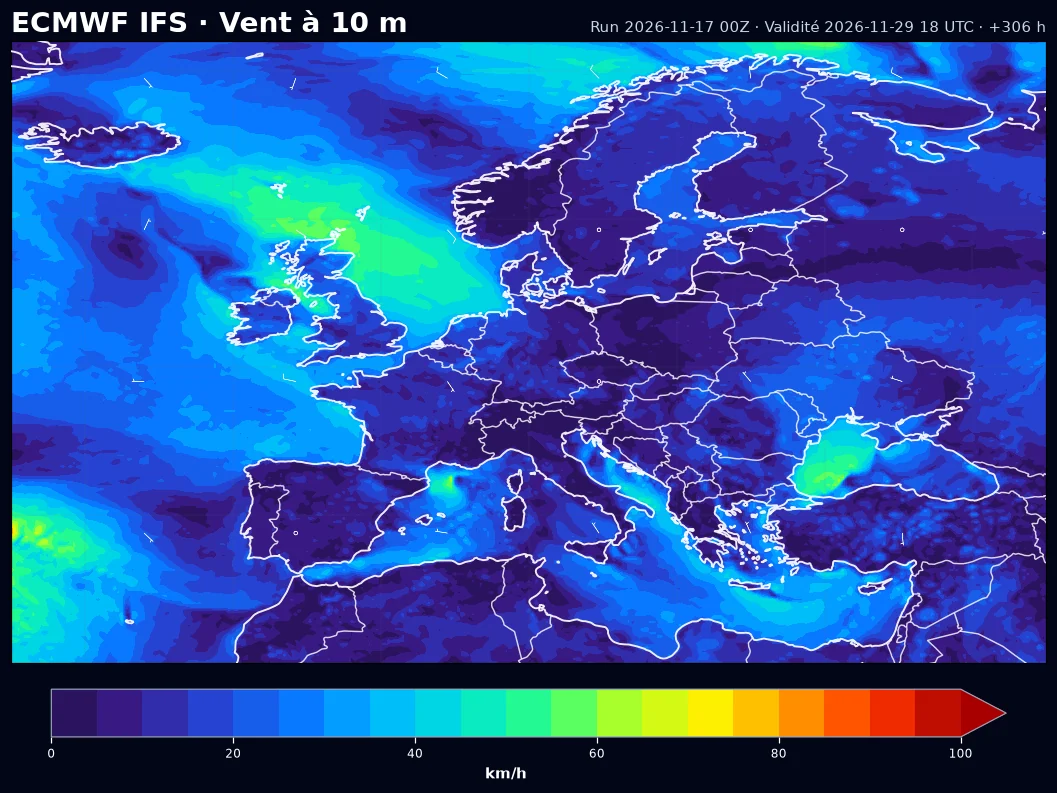 ECMWF IFS · Vent à 10 m
Run 2026-11-17 00Z · Validité 2026-11-29 18 UTC · +306 h
0 20 40 60 80 100
km/h